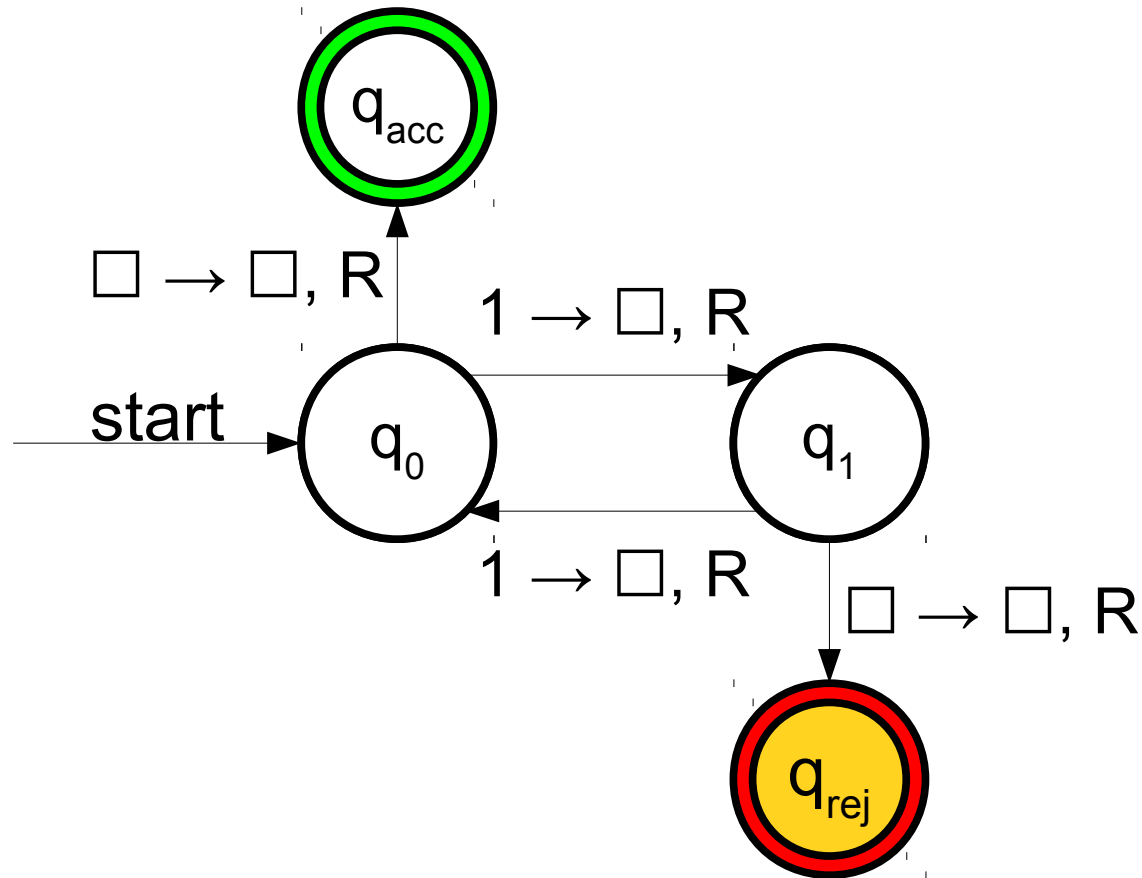 q_acc
□ → □, R
1 → □, R
start
q_0
q_1
1 → □, R
□ → □, R
q_rej